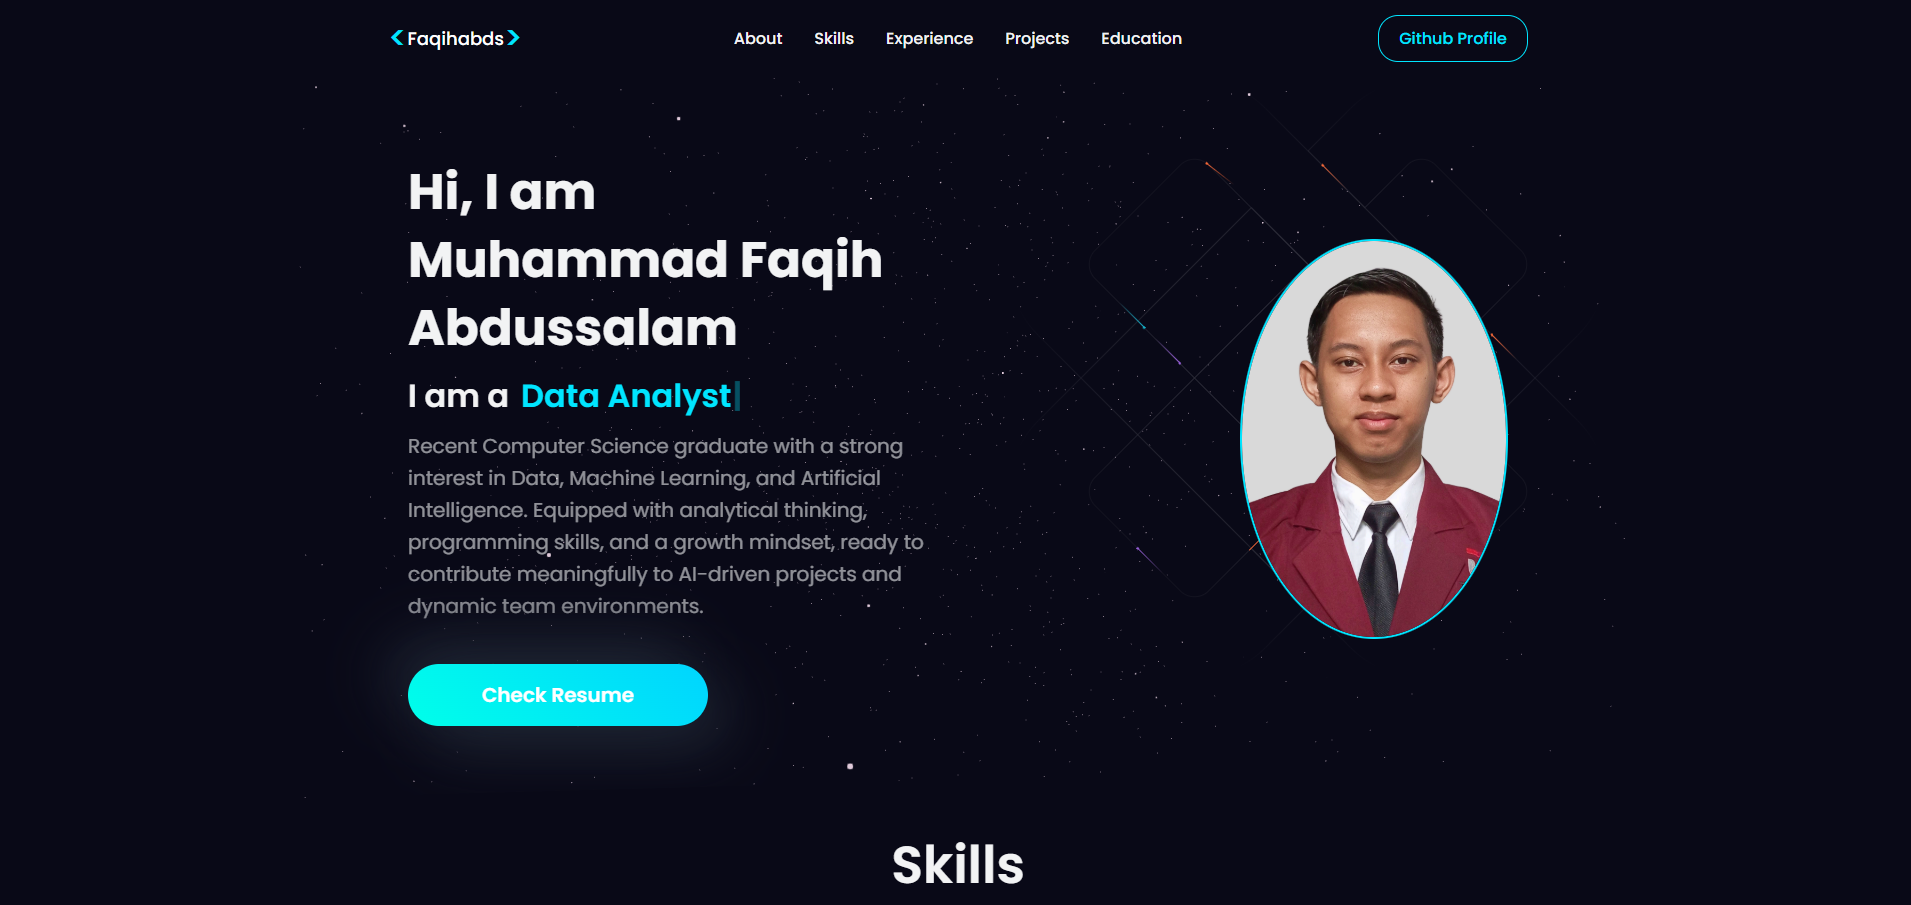 Faqihabds
About
Skills
Experience
Projects
Education
Github Profile
Hi, I am
Muhammad Faqih
Abdussalam
I am a Data Analyst
Recent Computer Science graduate with a strong
interest in Data, Machine Learning, and Artificial
Intelligence. Equipped with analytical thinking,
programming skills, and a growth mindset, ready to
contribute meaningfully to AI-driven projects and
dynamic team environments.
Check Resume
Skills